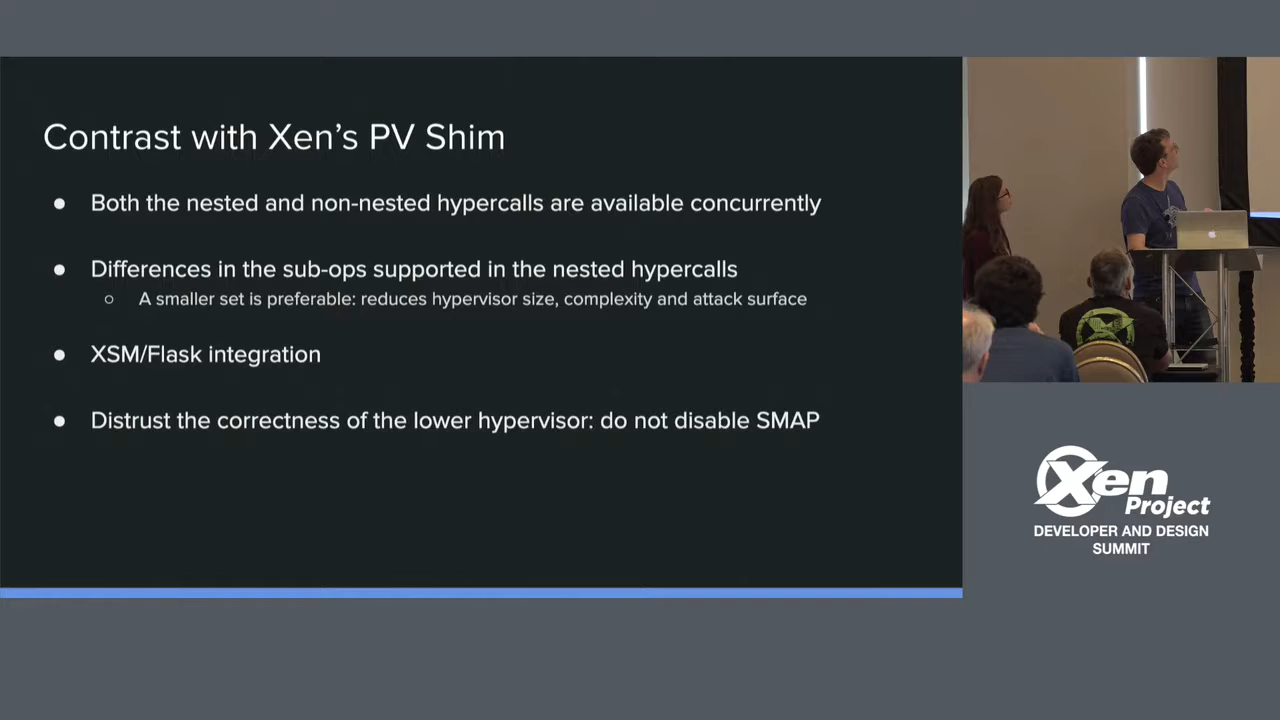 Contrast with Xen's PV Shim
● Both the nested and non-nested hypercalls are available concurrently
● Differences in the sub-ops supported in the nested hypercalls
○ A smaller set is preferable: reduces hypervisor size, complexity and attack surface
● XSM/Flask integration
● Distrust the correctness of the lower hypervisor: do not disable SMAP
Xen
Project
DEVELOPER AND DESIGN
SUMMIT